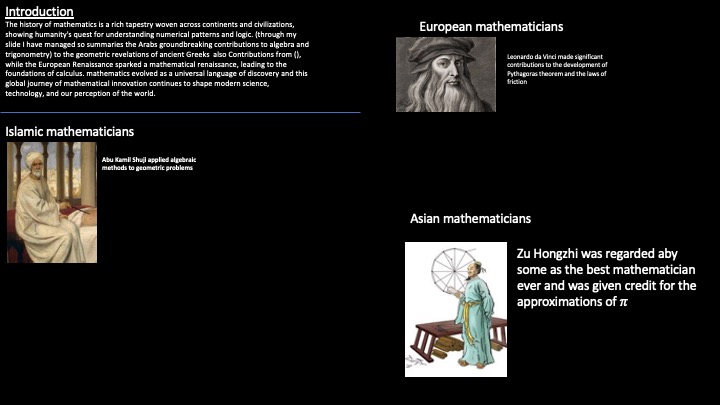 Introduction
The history of mathematics is a rich tapestry woven across continents and civilizations,
showing humanity's quest for understanding numerical patterns and logic. (through my
slide I have managed so summaries the Arabs groundbreaking contributions to algebra and
trigonometry) to the geometric revelations of ancient Greeks also Contributions from (),
while the European Renaissance sparked a mathematical renaissance, leading to the
foundations of calculus. mathematics evolved as a universal language of discovery and this
global journey of mathematical innovation continues to shape modern science,
technology, and our perception of the world.
Islamic mathematicians
Abu Kamil Shuji applied algebraic
methods to geometric problems
European mathematicians
Leonardo da Vinci made significant
contributions to the development of
Pythagoras theorem and the laws of
friction
Asian mathematicians
Zu Hongzhi was regarded aby
some as the best mathematician
ever and was given credit for the
approximations of π